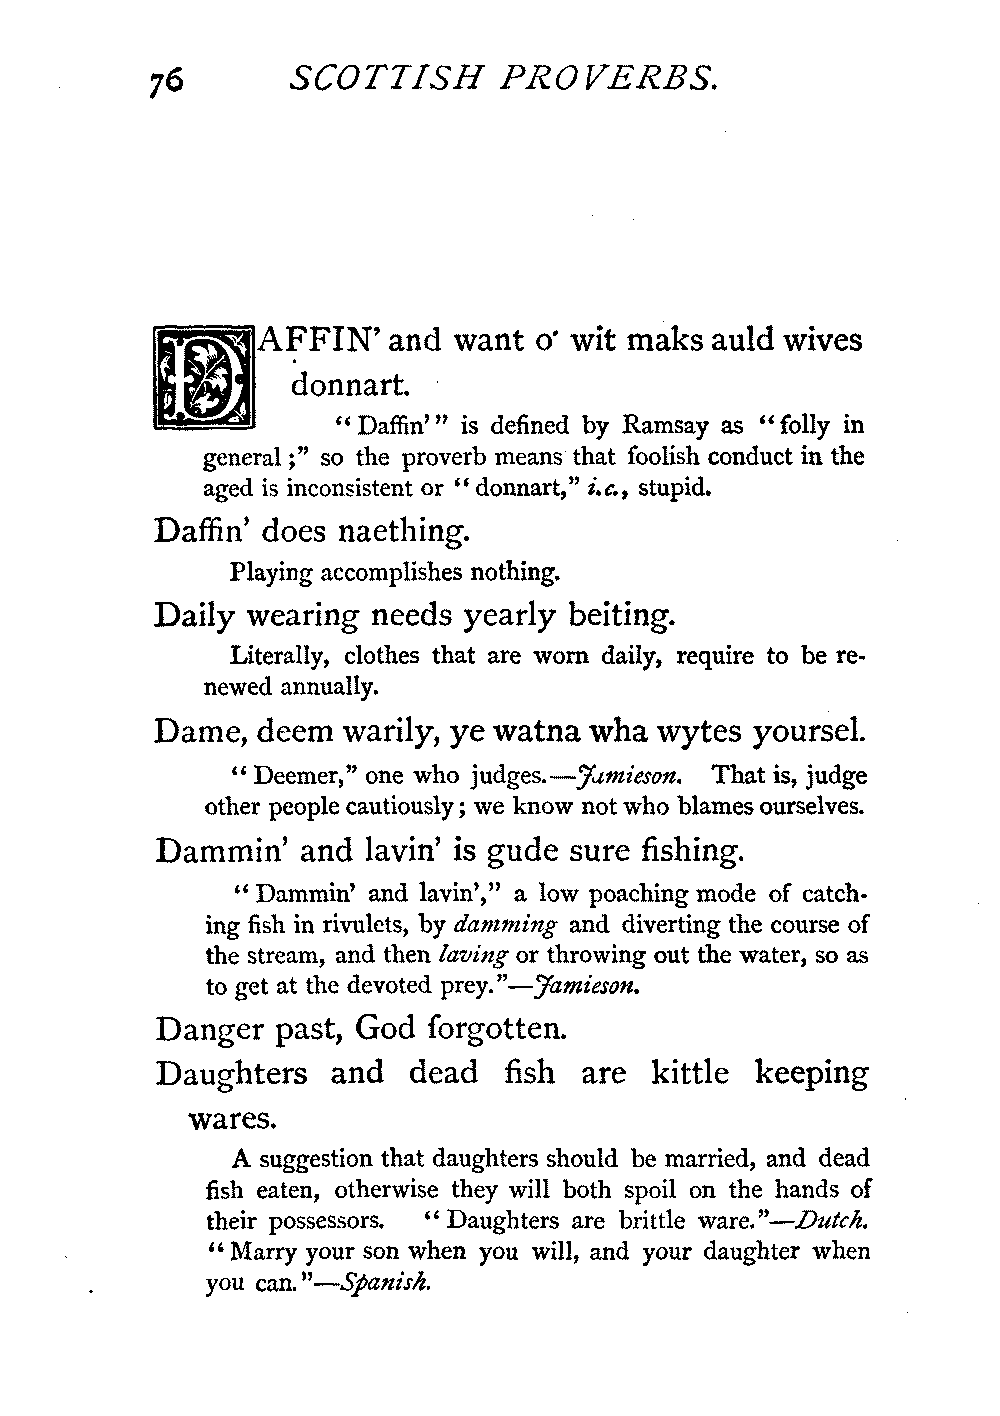 76 SCOTTISH PROVERBS.
DAFFIN' and want o' wit maks auld wives
donnart.
"Daffin'" is defined by Ramsay as "folly in
general;" so the proverb means that foolish conduct in the
aged is inconsistent or "donnart," i.e., stupid.
Daffin' does naething.
Playing accomplishes nothing.
Daily wearing needs yearly beiting.
Literally, clothes that are worn daily, require to be re-
newed annually.
Dame, deem warily, ye watna wha wytes yoursel.
"Deemer," one who judges.—Jamieson. That is, judge
other people cautiously; we know not who blames ourselves.
Dammin' and lavin' is gude sure fishing.
"Dammin' and lavin'," a low poaching mode of catch-
ing fish in rivulets, by damming and diverting the course of
the stream, and then laving or throwing out the water, so as
to get at the devoted prey."—Jamieson.
Danger past, God forgotten.
Daughters and dead fish are kittle keeping
wares.
A suggestion that daughters should be married, and dead
fish eaten, otherwise they will both spoil on the hands of
their possessors. "Daughters are brittle ware."—Dutch.
"Marry your son when you will, and your daughter when
you can."—Spanish.